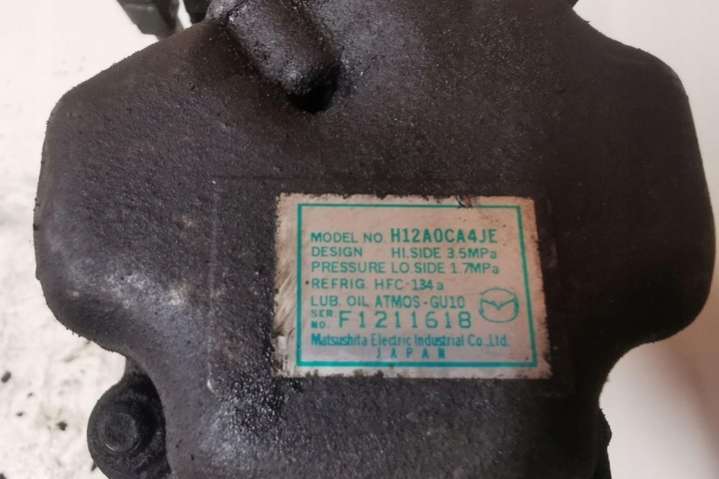 MODEL NO. H12A0CA4JE
DESIGN HI.SIDE 3.5MPa
PRESSURE LO.SIDE 1.7MPa
REFRIG. HFC-134a
LUB. OIL ATMOS-GU10
SER. NO. F1211618
Matsushita Electric Industrial Co.,Ltd.
JAPAN